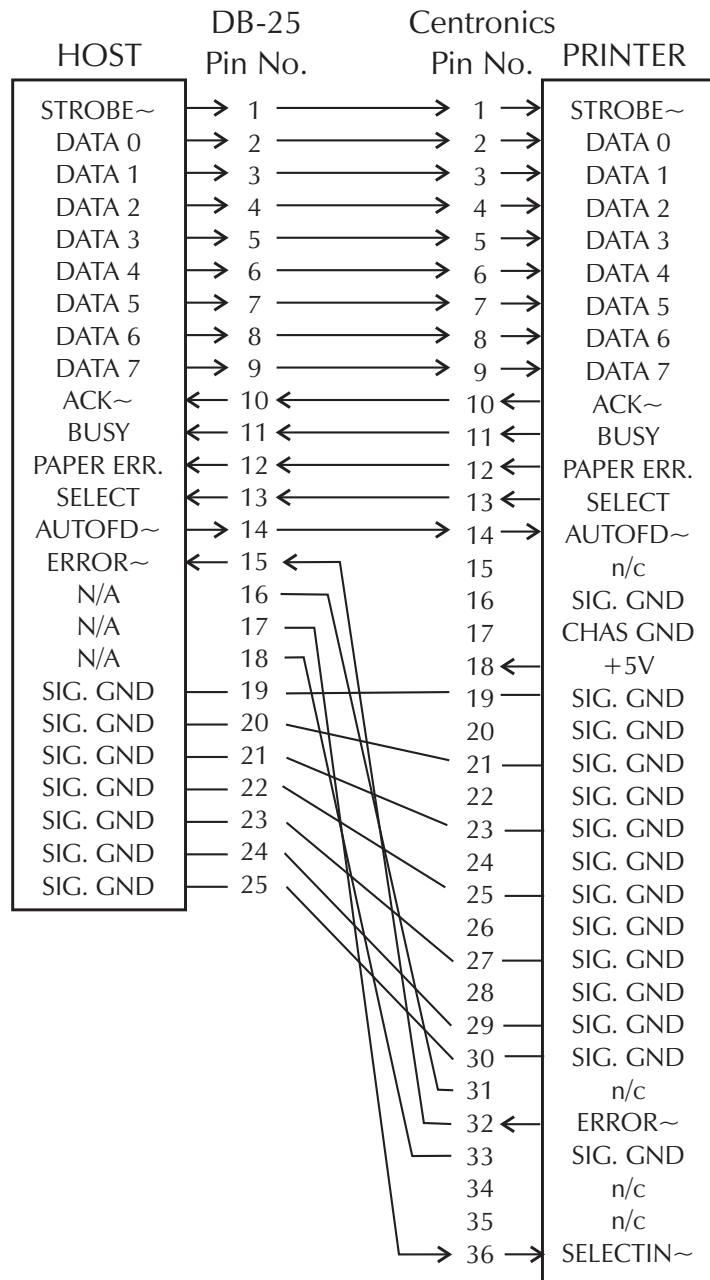 DB-25 Centronics
HOST Pin No. Pin No. PRINTER
STROBE~ 1 1 STROBE~
DATA 0 2 2 DATA 0
DATA 1 3 3 DATA 1
DATA 2 4 4 DATA 2
DATA 3 5 5 DATA 3
DATA 4 6 6 DATA 4
DATA 5 7 7 DATA 5
DATA 6 8 8 DATA 6
DATA 7 9 9 DATA 7
ACK~ 10 10 ACK~
BUSY 11 11 BUSY
PAPER ERR. 12 12 PAPER ERR.
SELECT 13 13 SELECT
AUTOFD~ 14 14 AUTOFD~
ERROR~ 15 15 n/c
N/A 16 16 SIG. GND
N/A 17 17 CHAS GND
N/A 18 18 +5V
SIG. GND 19 19 SIG. GND
SIG. GND 20 20 SIG. GND
SIG. GND 21 21 SIG. GND
SIG. GND 22 22 SIG. GND
SIG. GND 23 23 SIG. GND
SIG. GND 24 24 SIG. GND
SIG. GND 25 25 SIG. GND
26 SIG. GND
27 SIG. GND
28 SIG. GND
29 SIG. GND
30 SIG. GND
31 n/c
32 ERROR~
33 SIG. GND
34 n/c
35 n/c
36 SELECTIN~